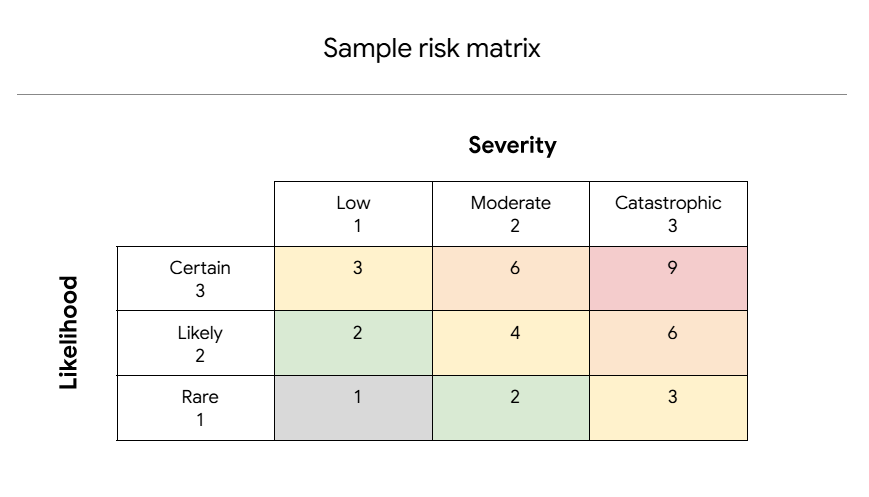 Sample risk matrix
Severity
Low Moderate Catastrophic
1 2 3
Likelihood
Certain 3 6 9
3
Likely 2 4 6
2
Rare 1 2 3
1